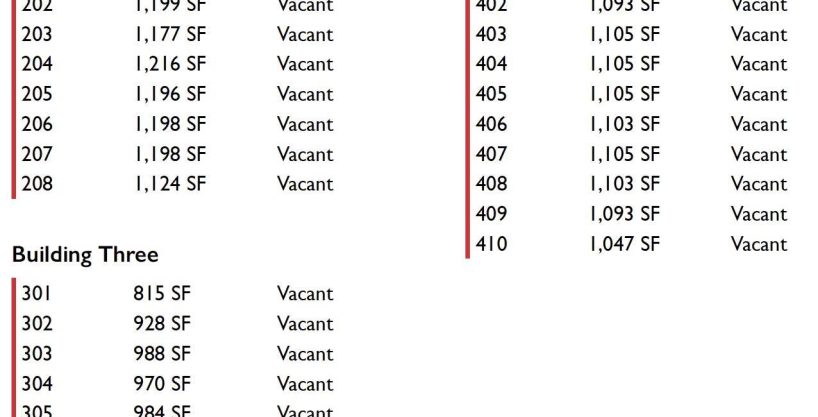 202 1,199 SF Vacant
203 1,177 SF Vacant
204 1,216 SF Vacant
205 1,196 SF Vacant
206 1,198 SF Vacant
207 1,198 SF Vacant
208 1,124 SF Vacant
Building Three
301 815 SF Vacant
302 928 SF Vacant
303 988 SF Vacant
304 970 SF Vacant
305 984 SF Vacant
402 1,093 SF Vacant
403 1,105 SF Vacant
404 1,105 SF Vacant
405 1,105 SF Vacant
406 1,103 SF Vacant
407 1,105 SF Vacant
408 1,103 SF Vacant
409 1,093 SF Vacant
410 1,047 SF Vacant